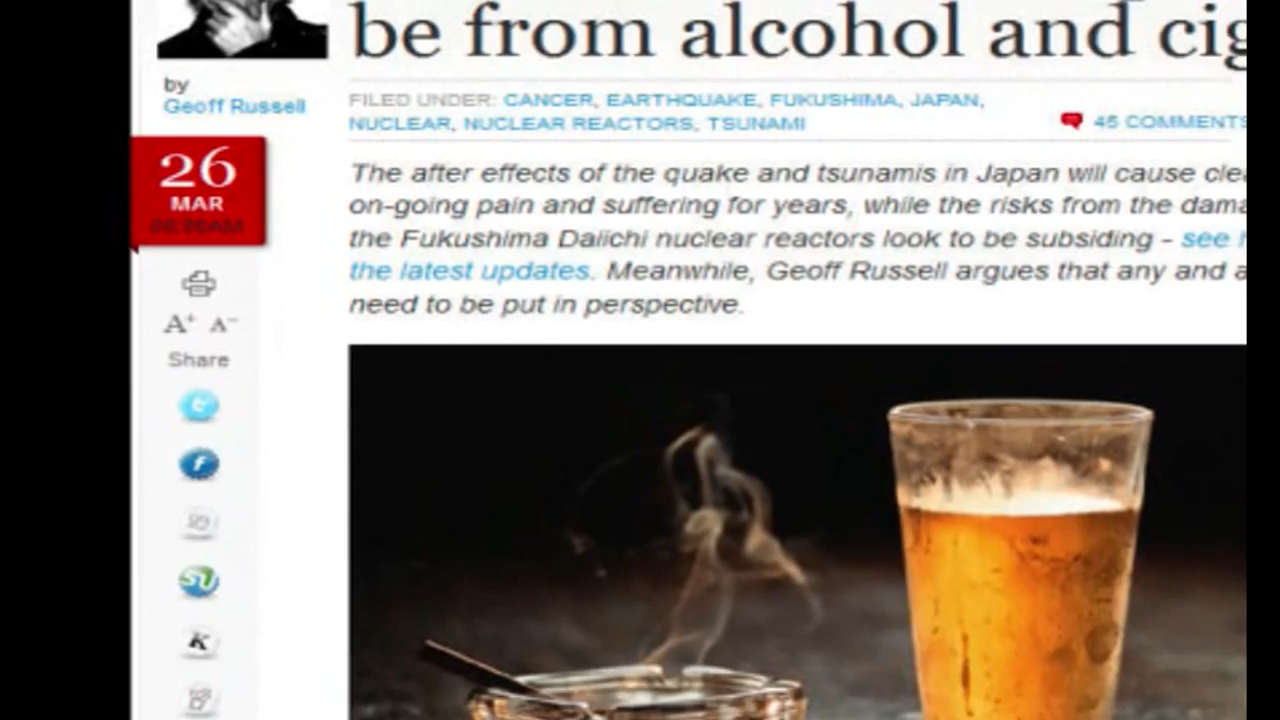 be from alcohol and
by
Geoff Russell
FILED UNDER: CANCER, EARTHQUAKE, FUKUSHIMA, JAPAN,
NUCLEAR, NUCLEAR REACTORS, TSUNAMI
45 COMMENTS
26
MAR
The after effects of the quake and tsunamis in Japan will cause
on-going pain and suffering for years, while the risks from the
the Fukushima Daiichi nuclear reactors look to be subsiding - see
the latest updates. Meanwhile, Geoff Russell argues that any and
need to be put in perspective.
A+ A-
Share